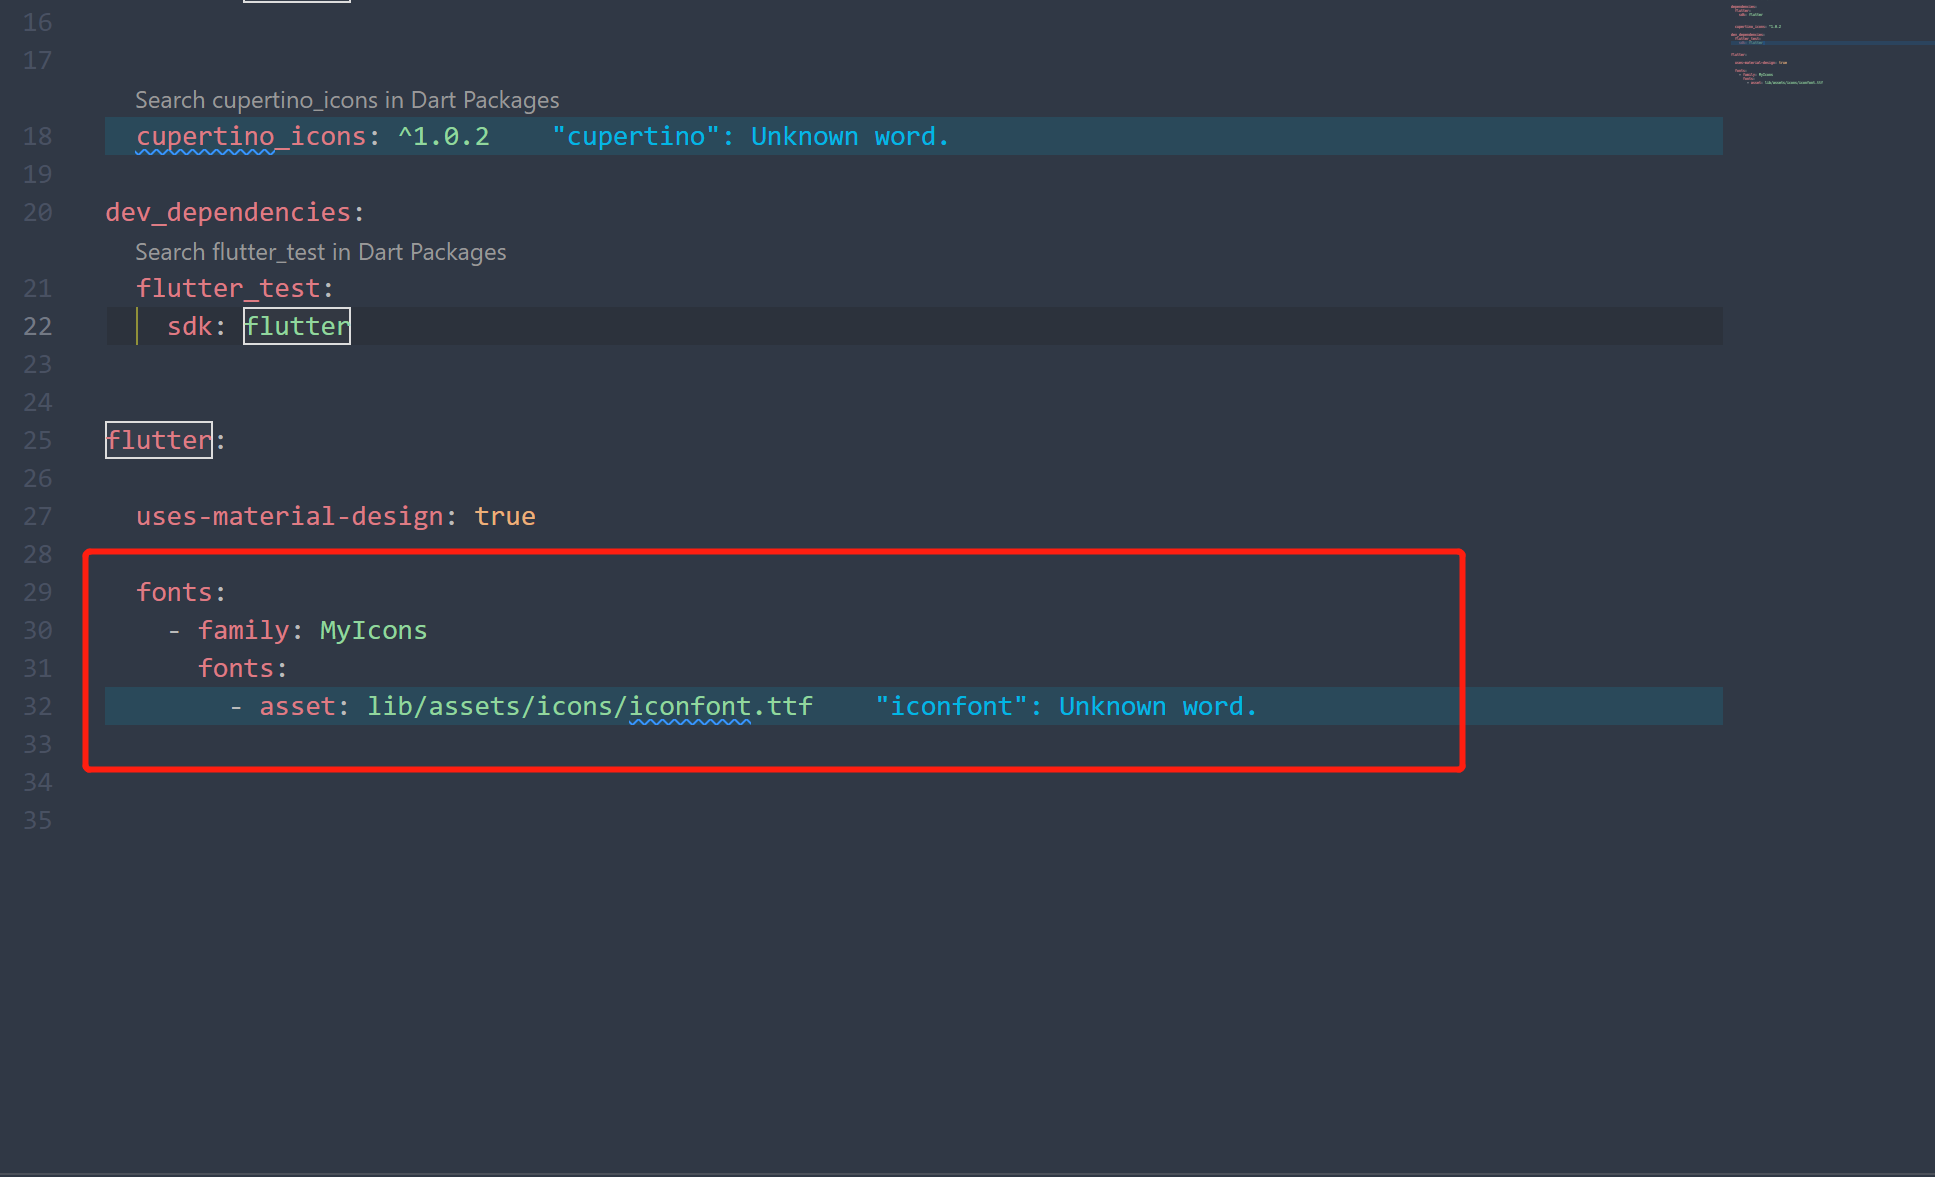 16
17
Search cupertino_icons in Dart Packages
18 cupertino_icons: ^1.0.2 "cupertino": Unknown word.
19
20 dev_dependencies:
Search flutter_test in Dart Packages
21 flutter_test:
22 sdk: flutter
23
24
25 flutter:
26
27 uses-material-design: true
28
29 fonts:
30 - family: MyIcons
31 fonts:
32 - asset: lib/assets/icons/iconfont.ttf "iconfont": Unknown word.
33
34
35